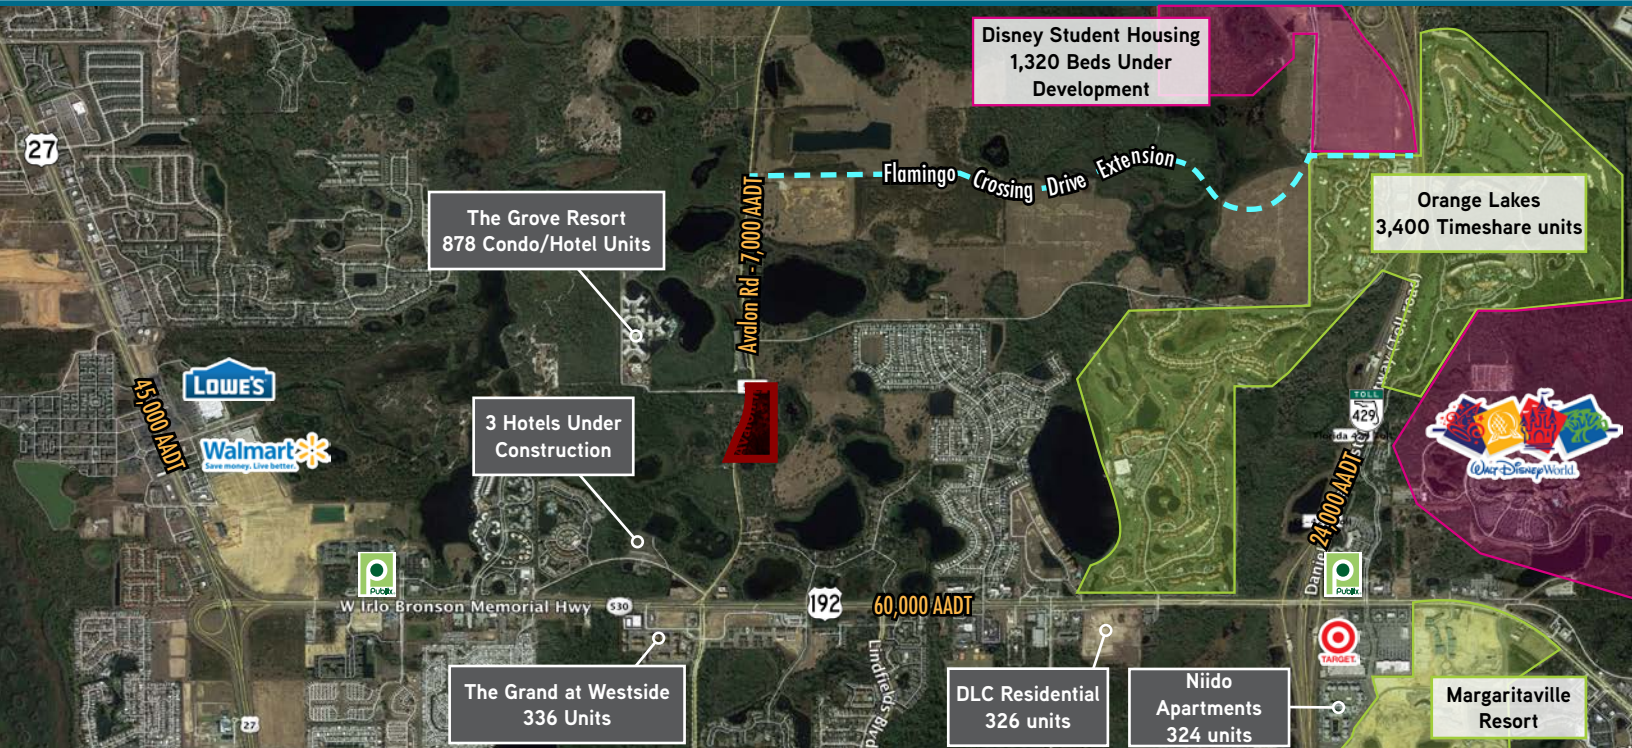 Disney Student Housing
1,320 Beds Under
Development
27
Flamingo Crossing Drive Extension
Orange Lakes
3,400 Timeshare units
The Grove Resort
878 Condo/Hotel Units
Avalon Rd - 7,000 AADT
LOWE'S
45,000 AADT
Walmart
Save money. Live better.
3 Hotels Under
Construction
TOLL
429
Walt Disney World
24,000 AADT
Publix
Publix
W Irlo Bronson Memorial Hwy
530
192
60,000 AADT
TARGET
The Grand at Westside
336 Units
Lindfields Blvd
DLC Residential
326 units
Niido
Apartments
324 units
Margaritaville
Resort
27